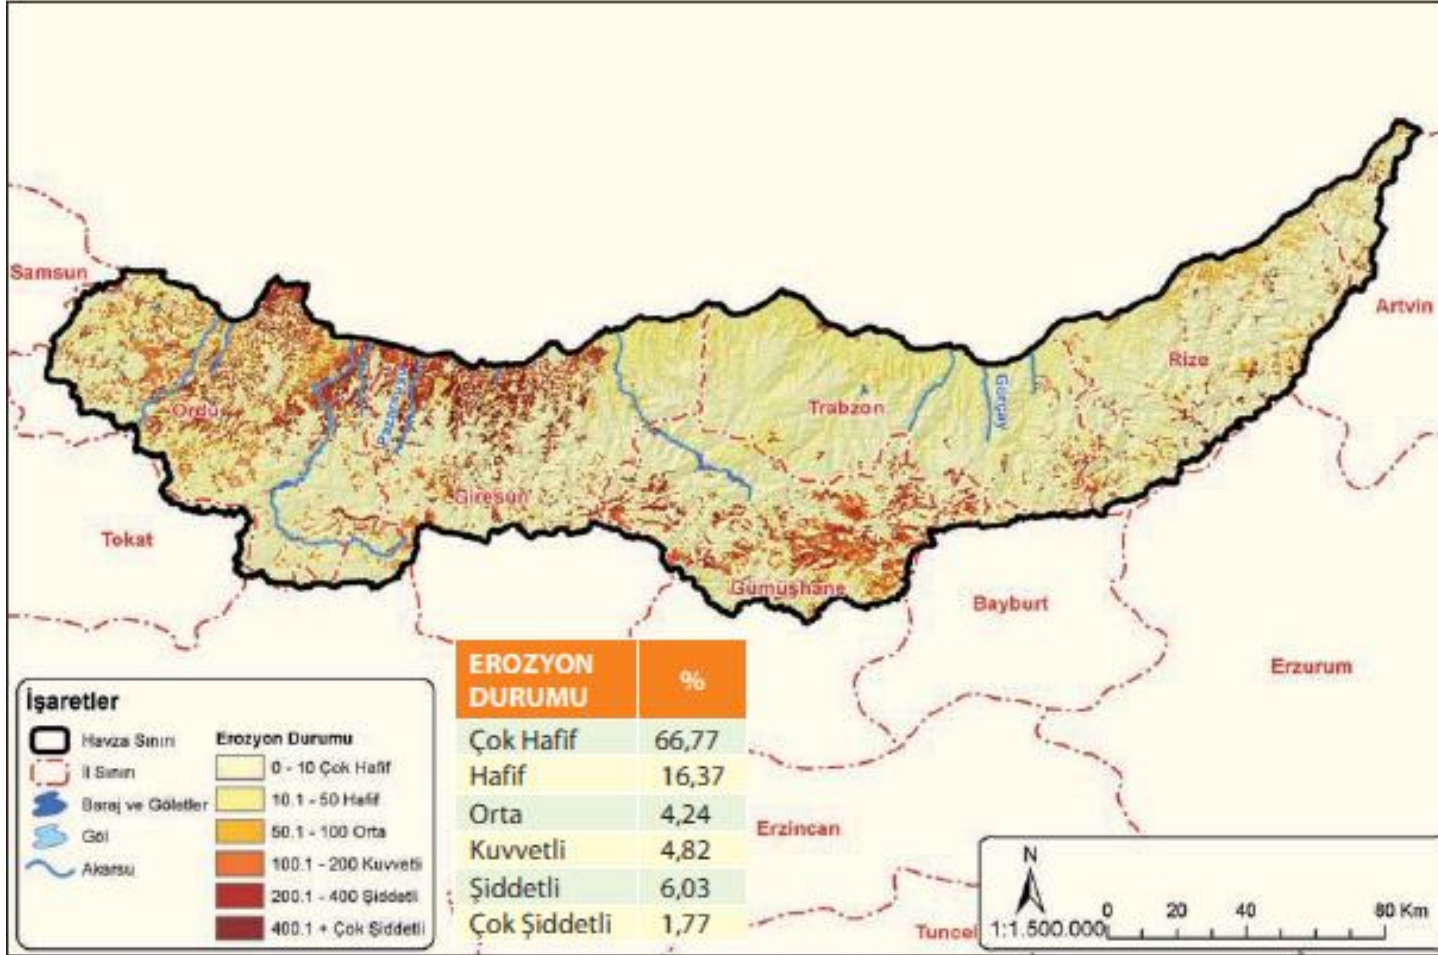 Samsun
Artvin
Rize
Ordu
Pazarsuyu
Trabzon
Giresun
Tokat
Gümüşhane
Bayburt
Erzurum
Erzincan
Tuncel
İşaretler
Havza Sınırı
İl Sınırı
Baraj ve Göletler
Göl
Akarsu
Erozyon Durumu
0 - 10 Çok Hafif
10.1 - 50 Hafif
50.1 - 100 Orta
100.1 - 200 Kuvvetli
200.1 - 400 Şiddetli
400.1 + Çok Şiddetli
EROZYON
DURUMU %
Çok Hafif 66,77
Hafif 16,37
Orta 4,24
Kuvvetli 4,82
Şiddetli 6,03
Çok Şiddetli 1,77
N
1:1.500.000
0 20 40 80 Km